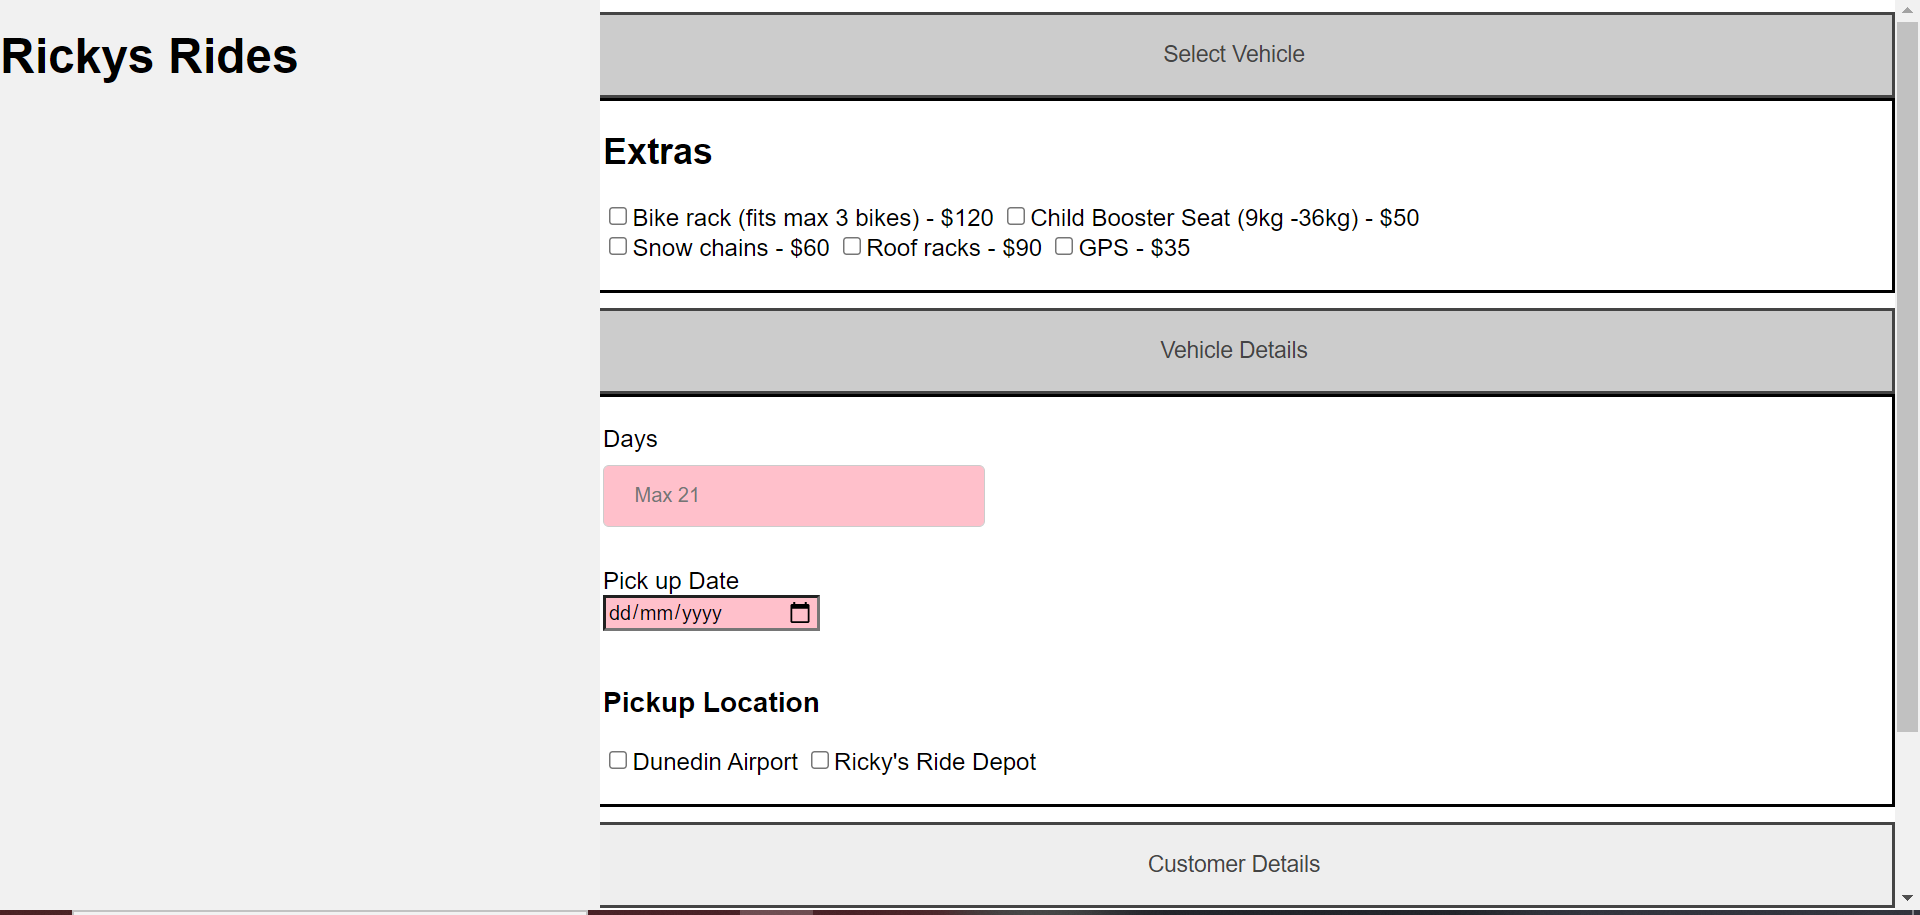 Rickys Rides
Select Vehicle
Extras
Bike rack (fits max 3 bikes) - $120 Child Booster Seat (9kg -36kg) - $50
Snow chains - $60 Roof racks - $90 GPS - $35
Vehicle Details
Days
Max 21
Pick up Date
dd/mm/yyyy
Pickup Location
Dunedin Airport Ricky's Ride Depot
Customer Details